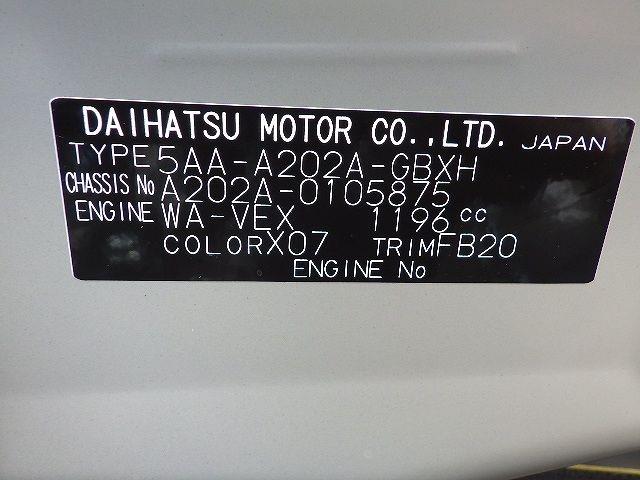 DAIHATSU MOTOR CO.,LTD. JAPAN
TYPE 5AA-A202A-GBXH
CHASSIS No A202A-0105875
ENGINE WA-VEX 1196 cc
COLOR X07 TRIM FB20
ENGINE No